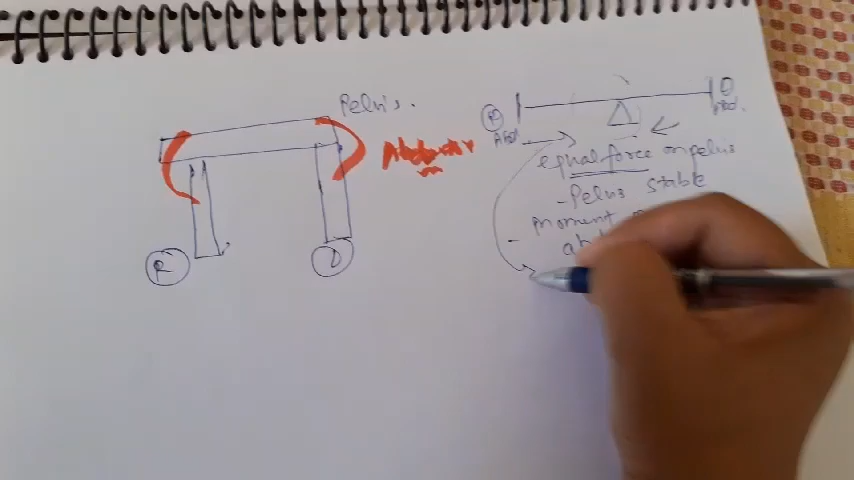 Pelvis.
Abductor
R
D
R
D
Abd.
Abd.
equal force on pelvis
- Pelvis stable
- moment